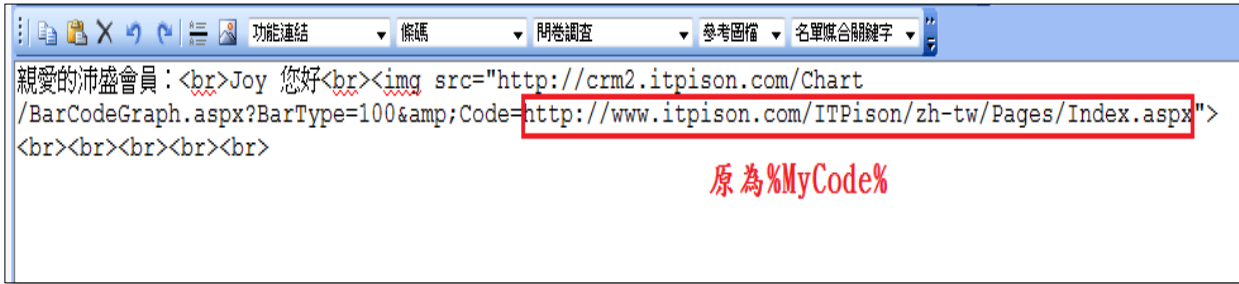 功能連結 條碼 問卷調查 參考圖檔 名單媒合關鍵字
親愛的沛盛會員：<br>Joy 您好<br><img src="http://crm2.itpison.com/Chart
/BarCodeGraph.aspx?BarType=100&amp;Code=http://www.itpison.com/ITPison/zh-tw/Pages/Index.aspx">
<br><br><br><br><br>
原為%MyCode%